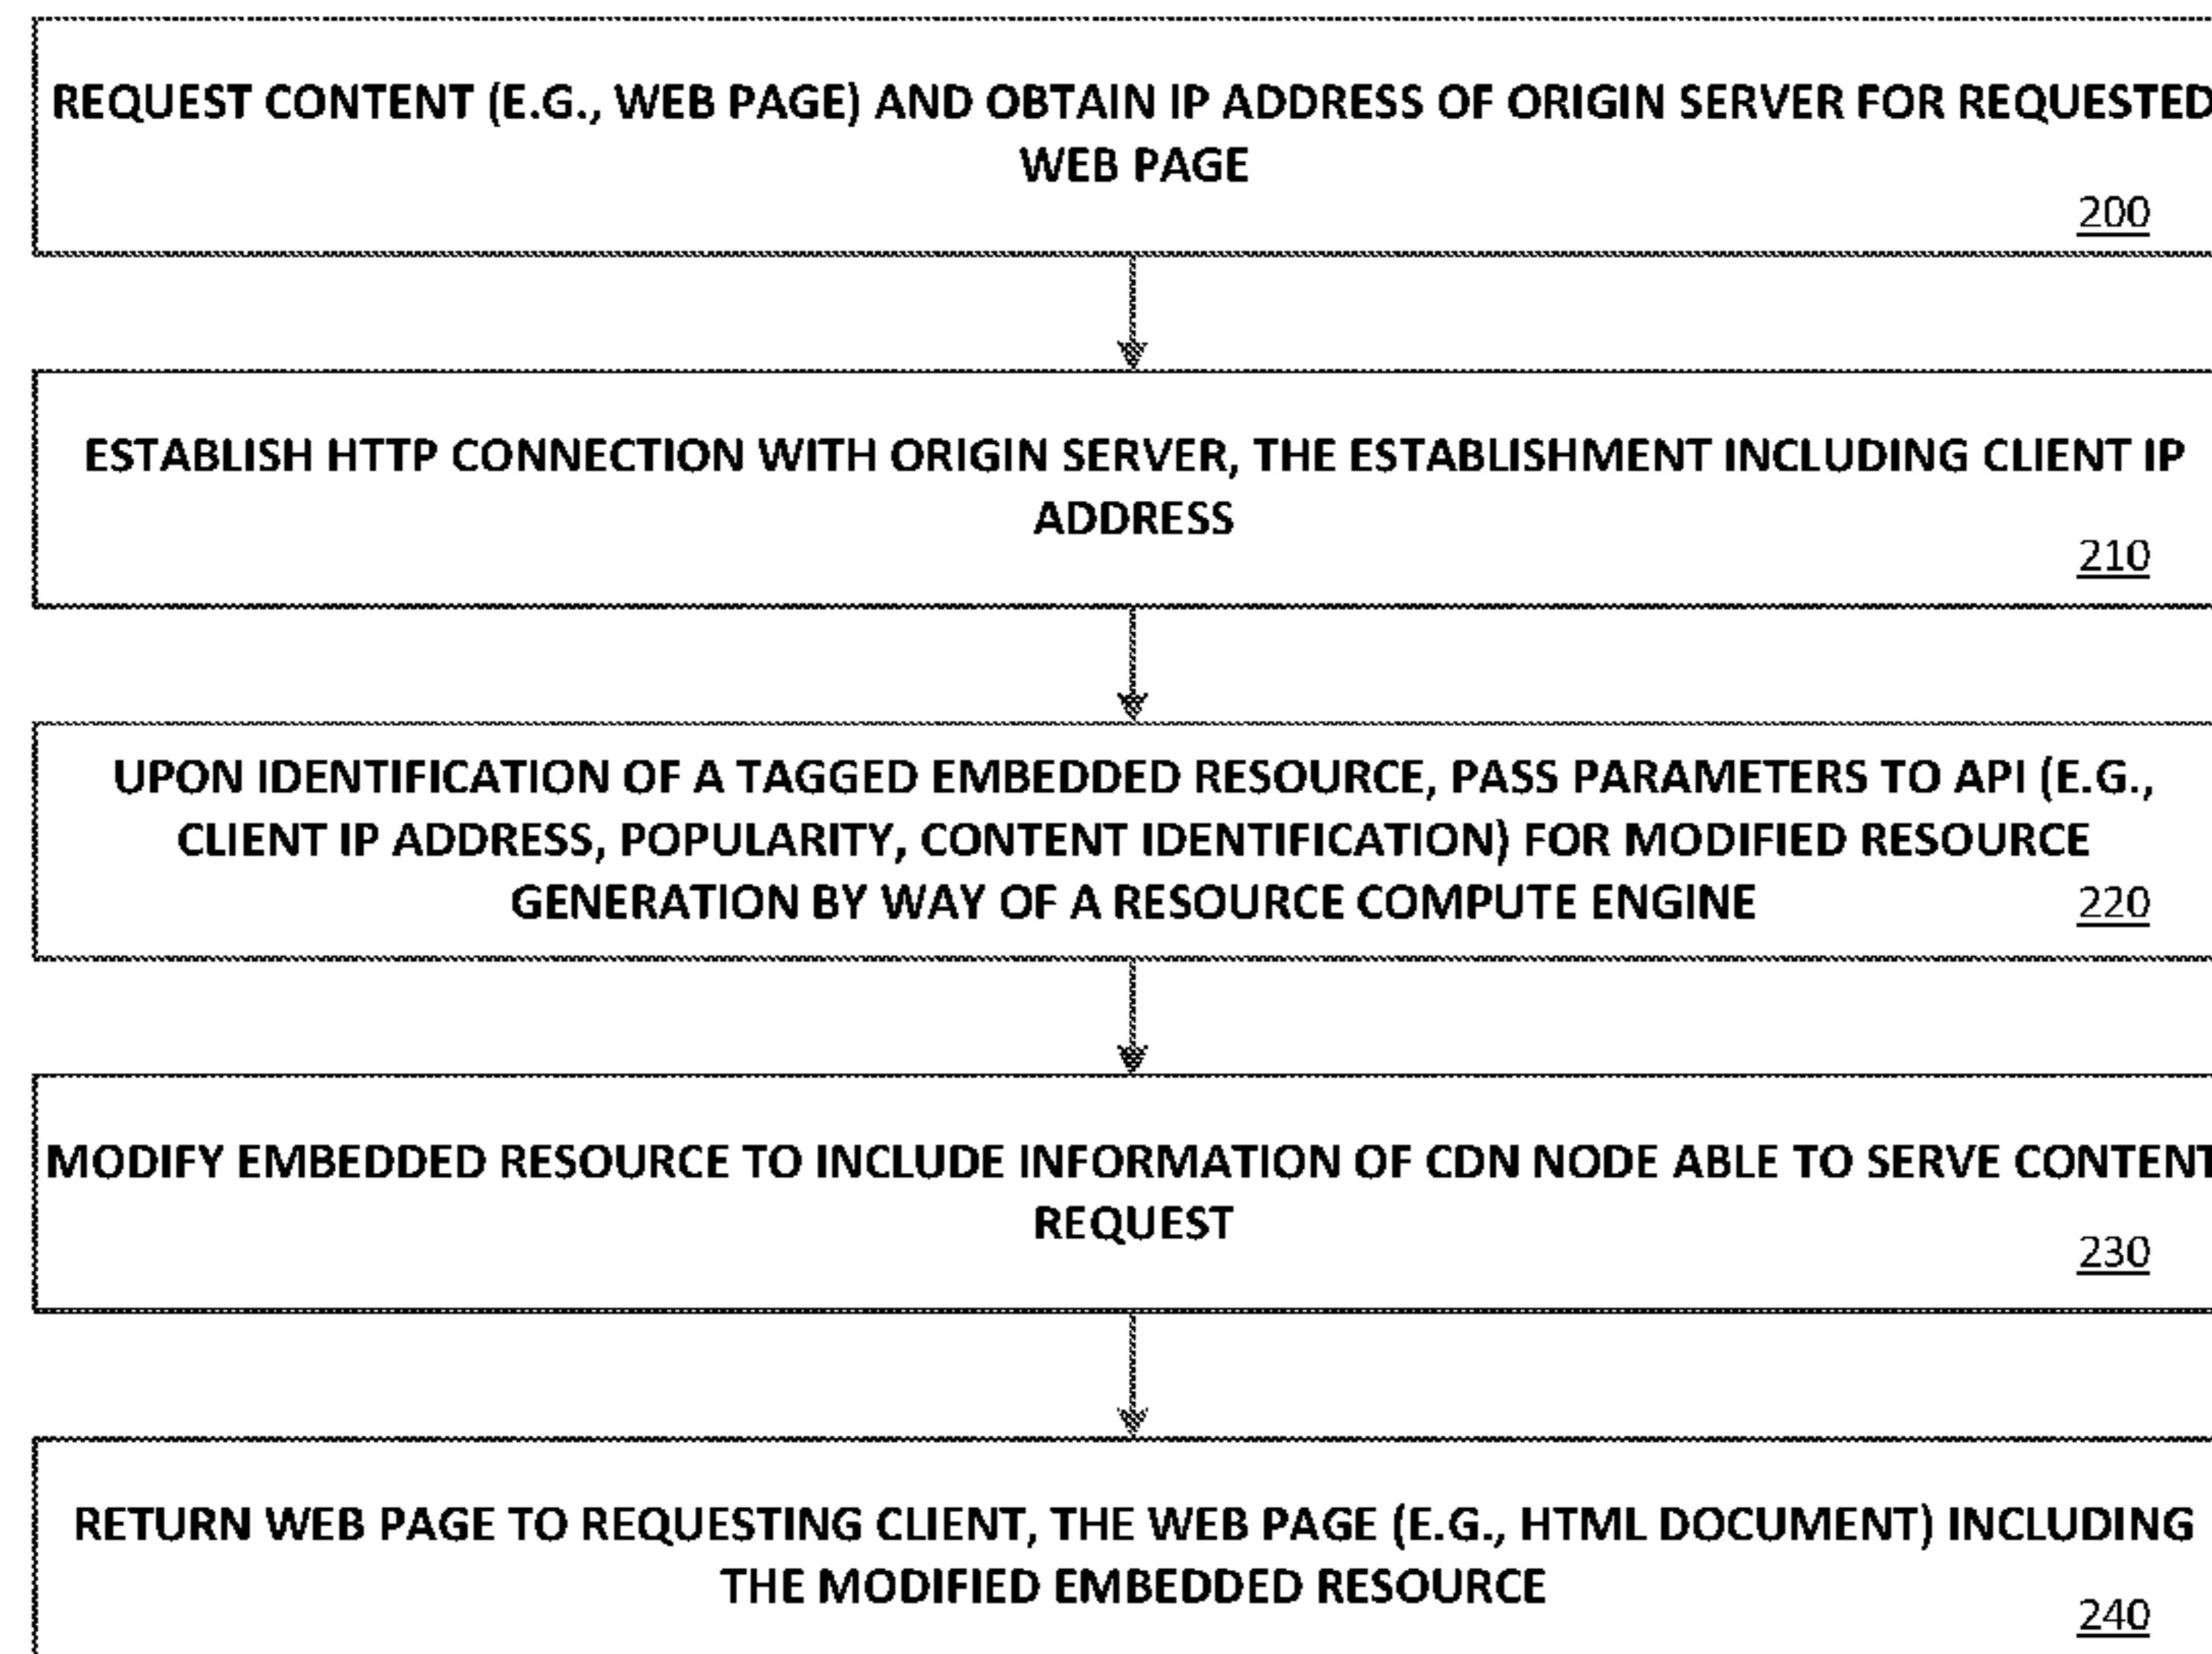 REQUEST CONTENT (E.G., WEB PAGE) AND OBTAIN IP ADDRESS OF ORIGIN SERVER FOR REQUESTED
WEB PAGE
200
ESTABLISH HTTP CONNECTION WITH ORIGIN SERVER, THE ESTABLISHMENT INCLUDING CLIENT IP
ADDRESS
210
UPON IDENTIFICATION OF A TAGGED EMBEDDED RESOURCE, PASS PARAMETERS TO API (E.G.,
CLIENT IP ADDRESS, POPULARITY, CONTENT IDENTIFICATION) FOR MODIFIED RESOURCE
GENERATION BY WAY OF A RESOURCE COMPUTE ENGINE 220
MODIFY EMBEDDED RESOURCE TO INCLUDE INFORMATION OF CDN NODE ABLE TO SERVE CONTENT
REQUEST
230
RETURN WEB PAGE TO REQUESTING CLIENT, THE WEB PAGE (E.G., HTML DOCUMENT) INCLUDING
THE MODIFIED EMBEDDED RESOURCE
240